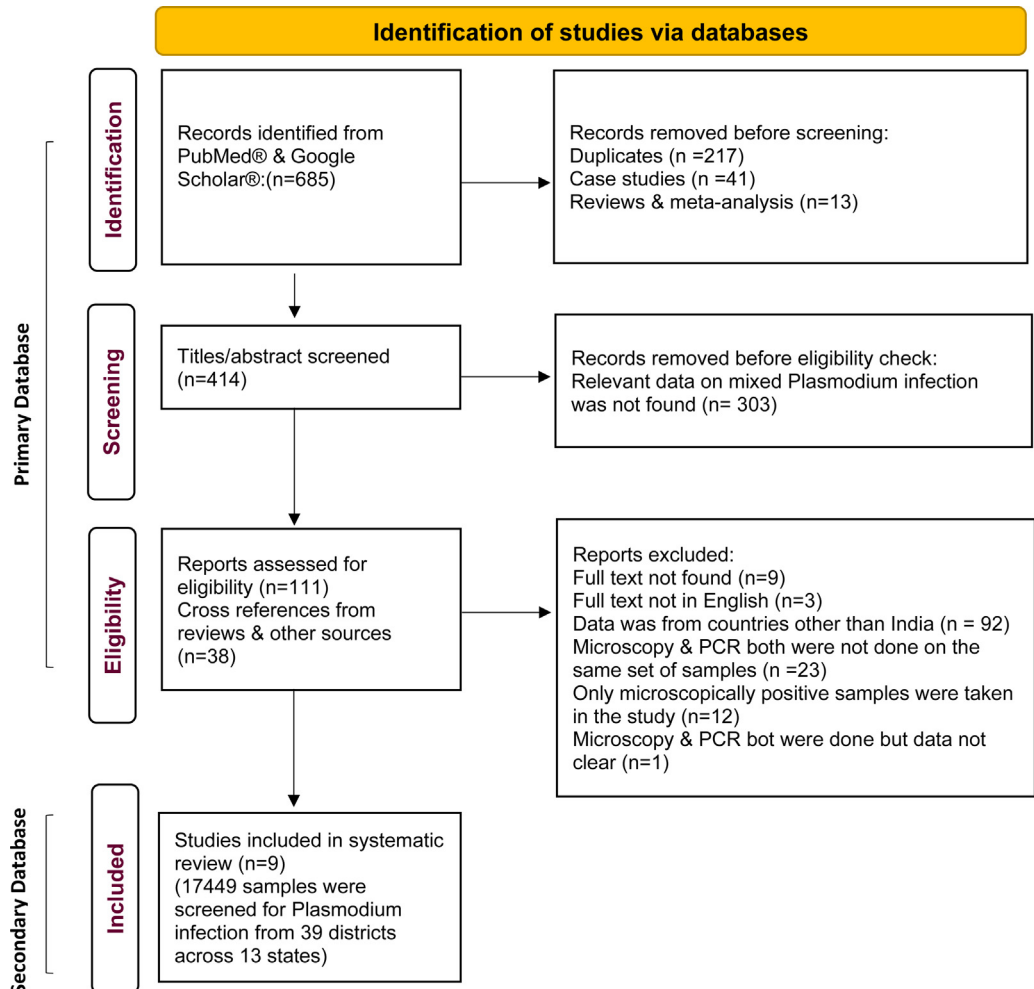 Identification of studies via databases
Primary Database
Identification
Records identified from
PubMed® & Google
Scholar®:(n=685)
Records removed before screening:
Duplicates (n =217)
Case studies (n =41)
Reviews & meta-analysis (n=13)
Screening
Titles/abstract screened
(n=414)
Records removed before eligibility check:
Relevant data on mixed Plasmodium infection
was not found (n= 303)
Eligibility
Reports assessed for
eligibility (n=111)
Cross references from
reviews & other sources
(n=38)
Reports excluded:
Full text not found (n=9)
Full text not in English (n=3)
Data was from countries other than India (n = 92)
Microscopy & PCR both were not done on the
same set of samples (n =23)
Only microscopically positive samples were taken
in the study (n=12)
Microscopy & PCR bot were done but data not
clear (n=1)
Secondary Database
Included
Studies included in systematic
review (n=9)
(17449 samples were
screened for Plasmodium
infection from 39 districts
across 13 states)